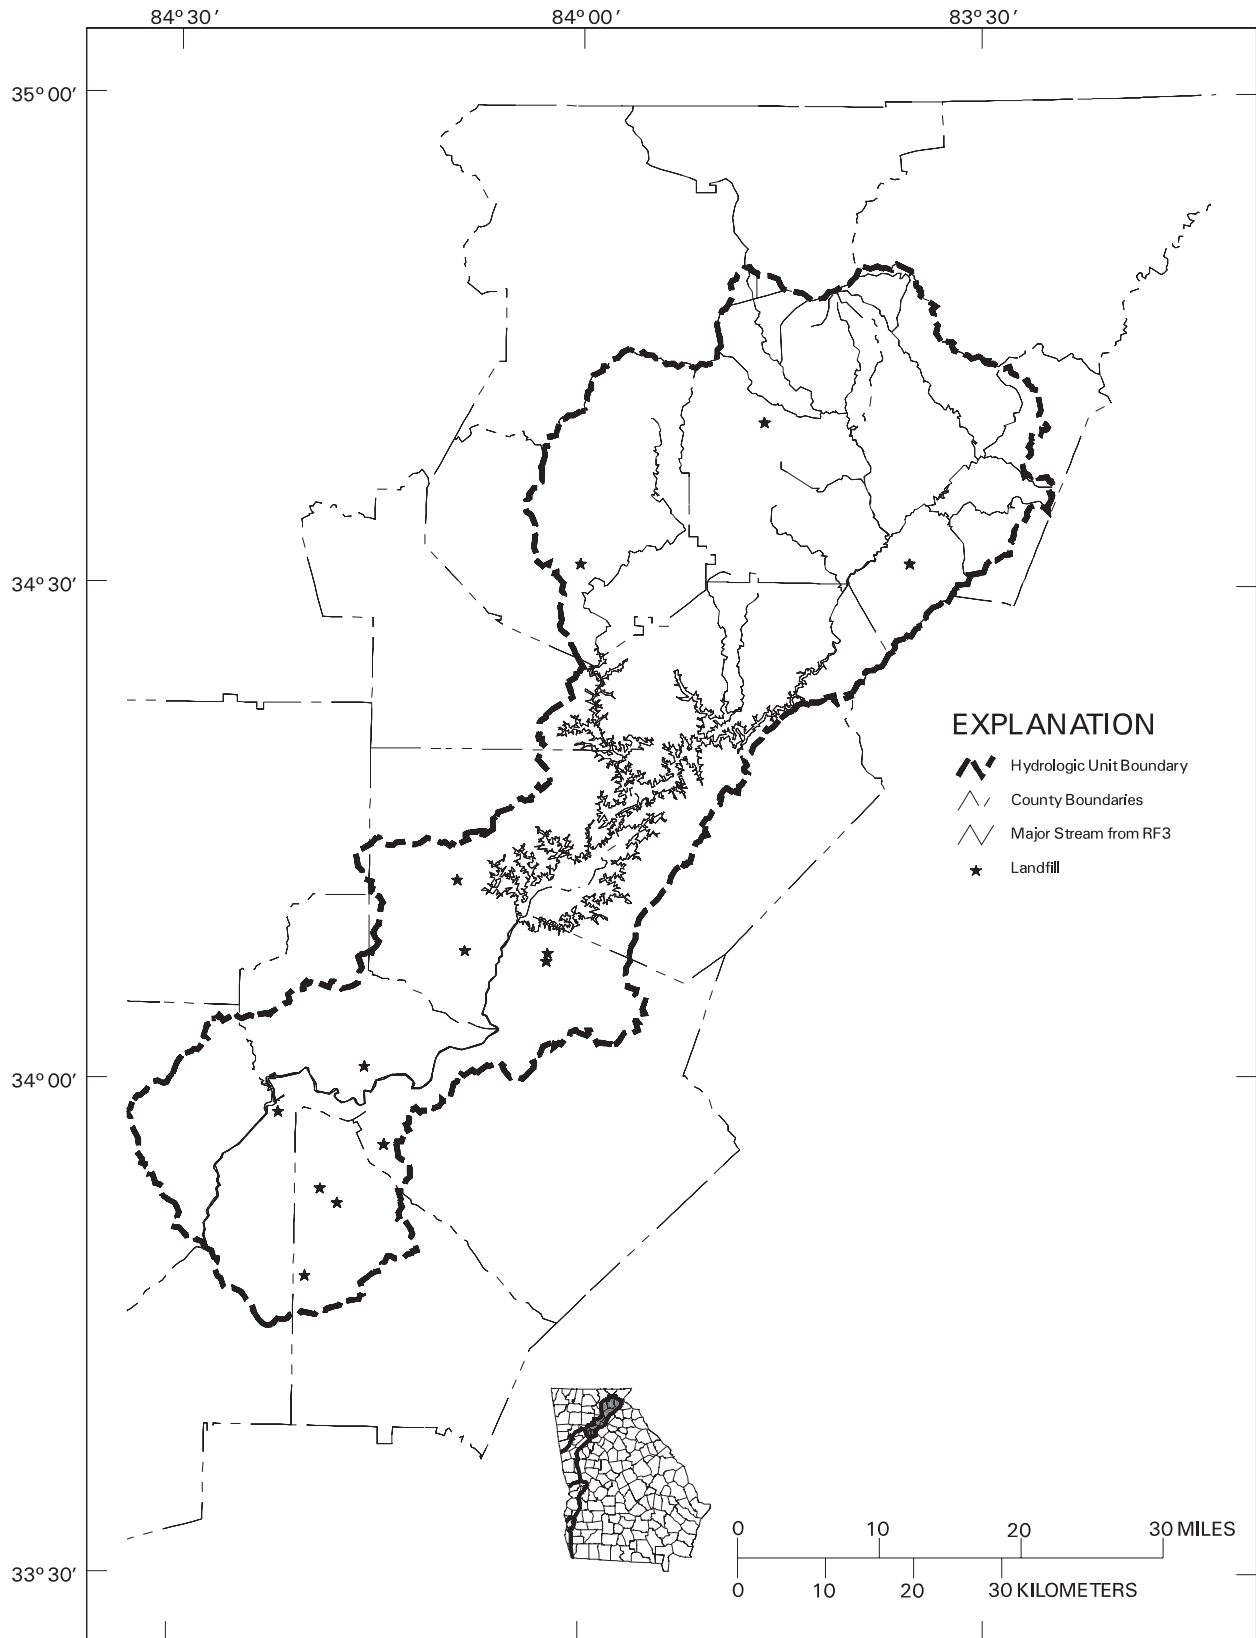 84° 30′ 84° 00′ 83° 30′
35° 00′
34° 30′
EXPLANATION
Hydrologic Unit Boundary
County Boundaries
Major Stream from RF3
Landfill
34° 00′
0 10 20 30 MILES
33° 30′
0 10 20 30 KILOMETERS